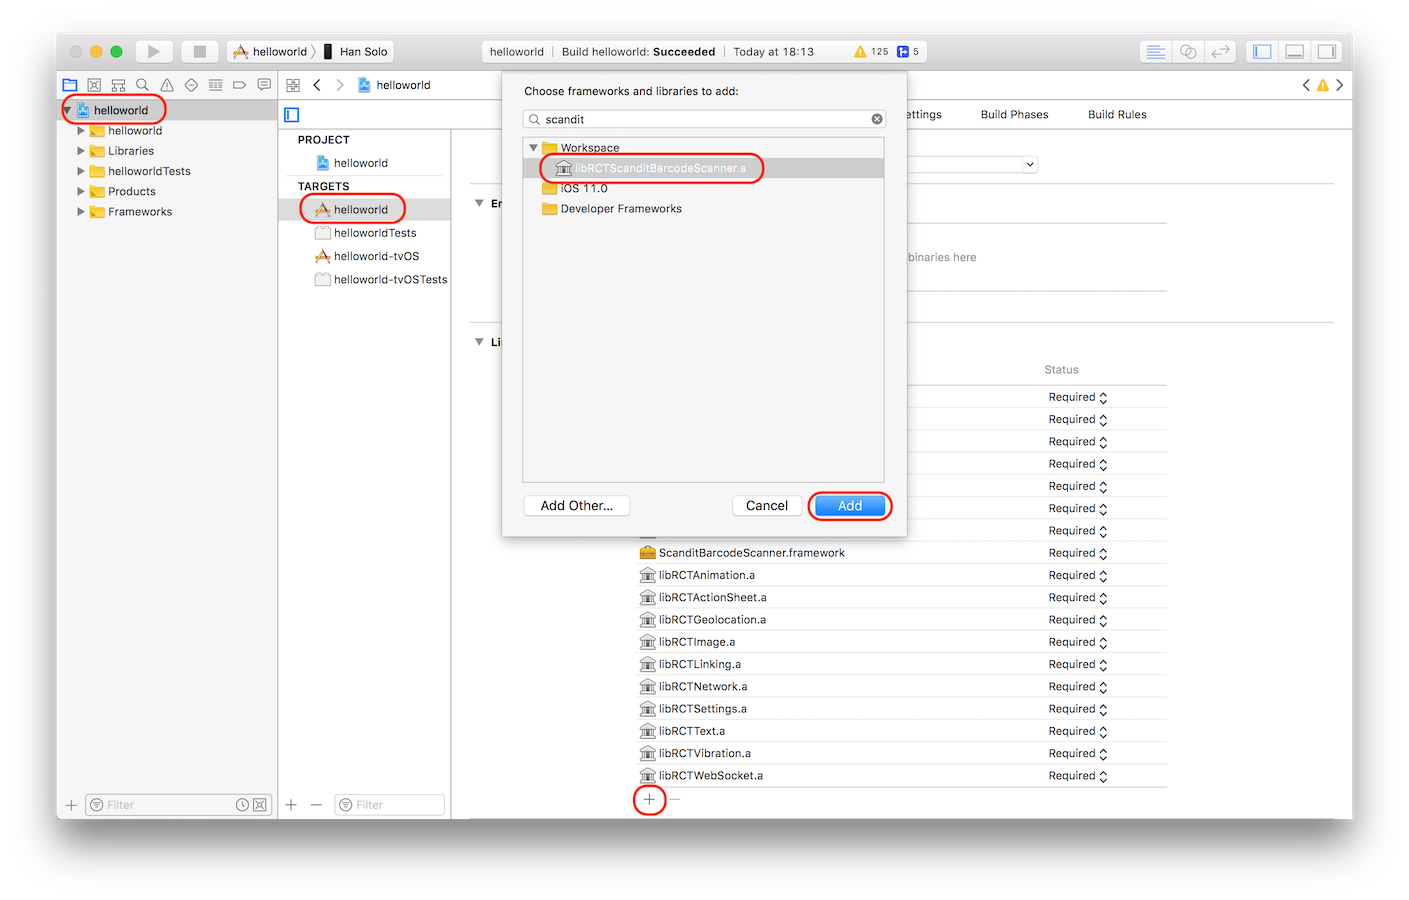 helloworld
Han Solo
helloworld
Build helloworld: Succeeded
Today at 18:13
125
5
helloworld
Choose frameworks and libraries to add:
scandit
Workspace
libRCTScanditBarcodeScanner.a
iOS 11.0
Developer Frameworks
Add Other...
Cancel
Add
helloworld
helloworld
Libraries
helloworldTests
Products
Frameworks
Filter
PROJECT
helloworld
TARGETS
helloworld
helloworldTests
helloworld-tvOS
helloworld-tvOSTests
Filter
ettings
Build Phases
Build Rules
binaries here
Status
Required
Required
Required
Required
Required
Required
Required
ScanditBarcodeScanner.framework Required
libRCTAnimation.a Required
libRCTActionSheet.a Required
libRCTGeolocation.a Required
libRCTImage.a Required
libRCTLinking.a Required
libRCTNetwork.a Required
libRCTSettings.a Required
libRCTText.a Required
libRCTVibration.a Required
libRCTWebSocket.a Required